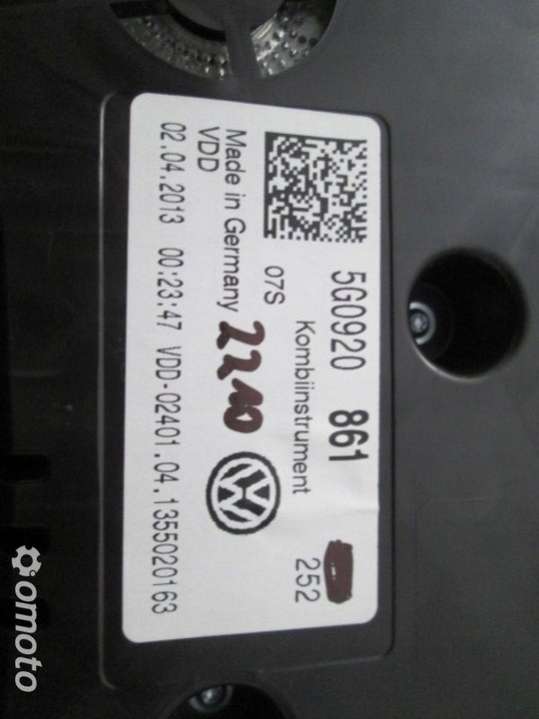 5G0920 861
Kombiinstrument 252
07S
Made in Germany
VDD
2210
02.04.2013 00:23:47 VDD-02401.04.1355020163
omoto